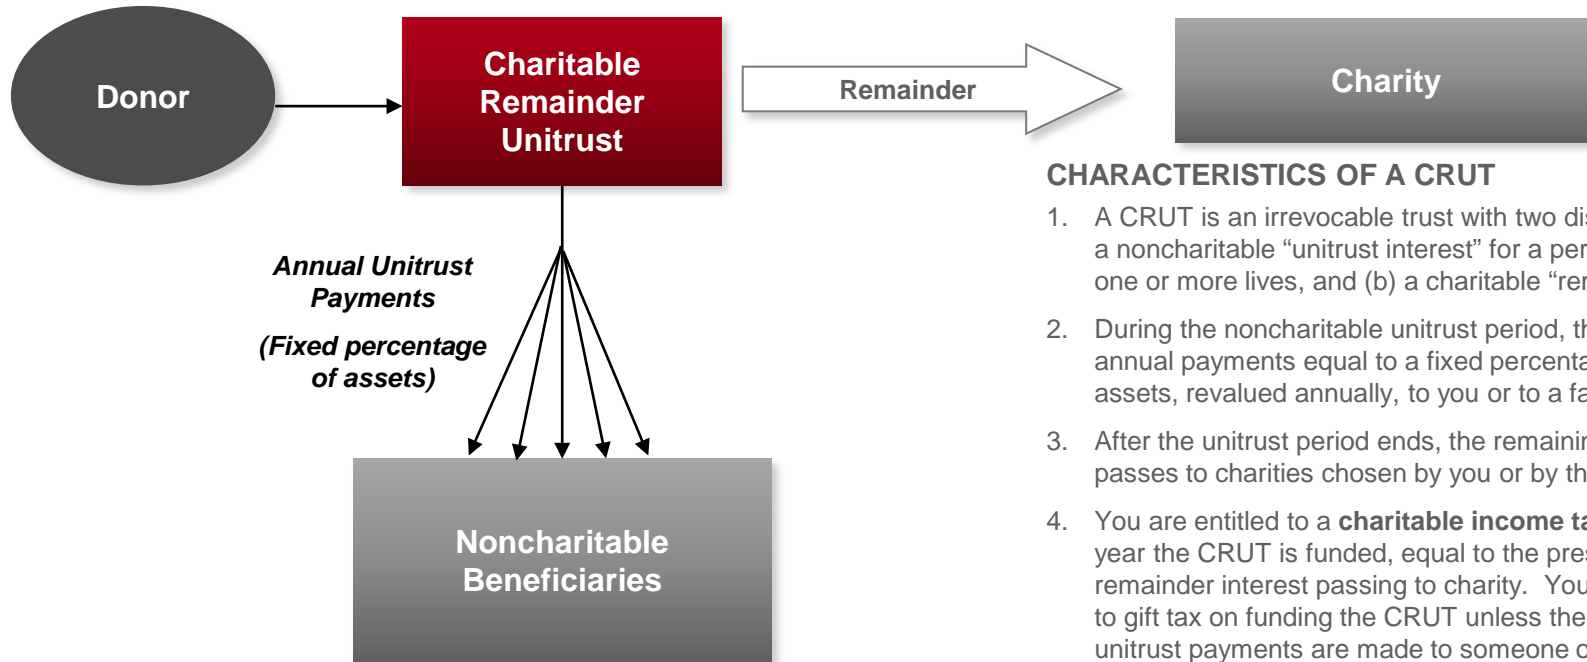 Donor
Charitable
Remainder
Unitrust
Remainder
Charity
Annual Unitrust
Payments
(Fixed percentage
of assets)
Noncharitable
Beneficiaries
CHARACTERISTICS OF A CRUT
1. A CRUT is an irrevocable trust with two
a noncharitable “unitrust interest” for a
one or more lives, and (b) a charitable
2. During the noncharitable unitrust period,
annual payments equal to a fixed
assets, revalued annually, to you or to a
3. After the unitrust period ends, the
passes to charities chosen by you or by
4. You are entitled to a charitable income
year the CRUT is funded, equal to the
remainder interest passing to charity. You
to gift tax on funding the CRUT unless the
unitrust payments are made to someone